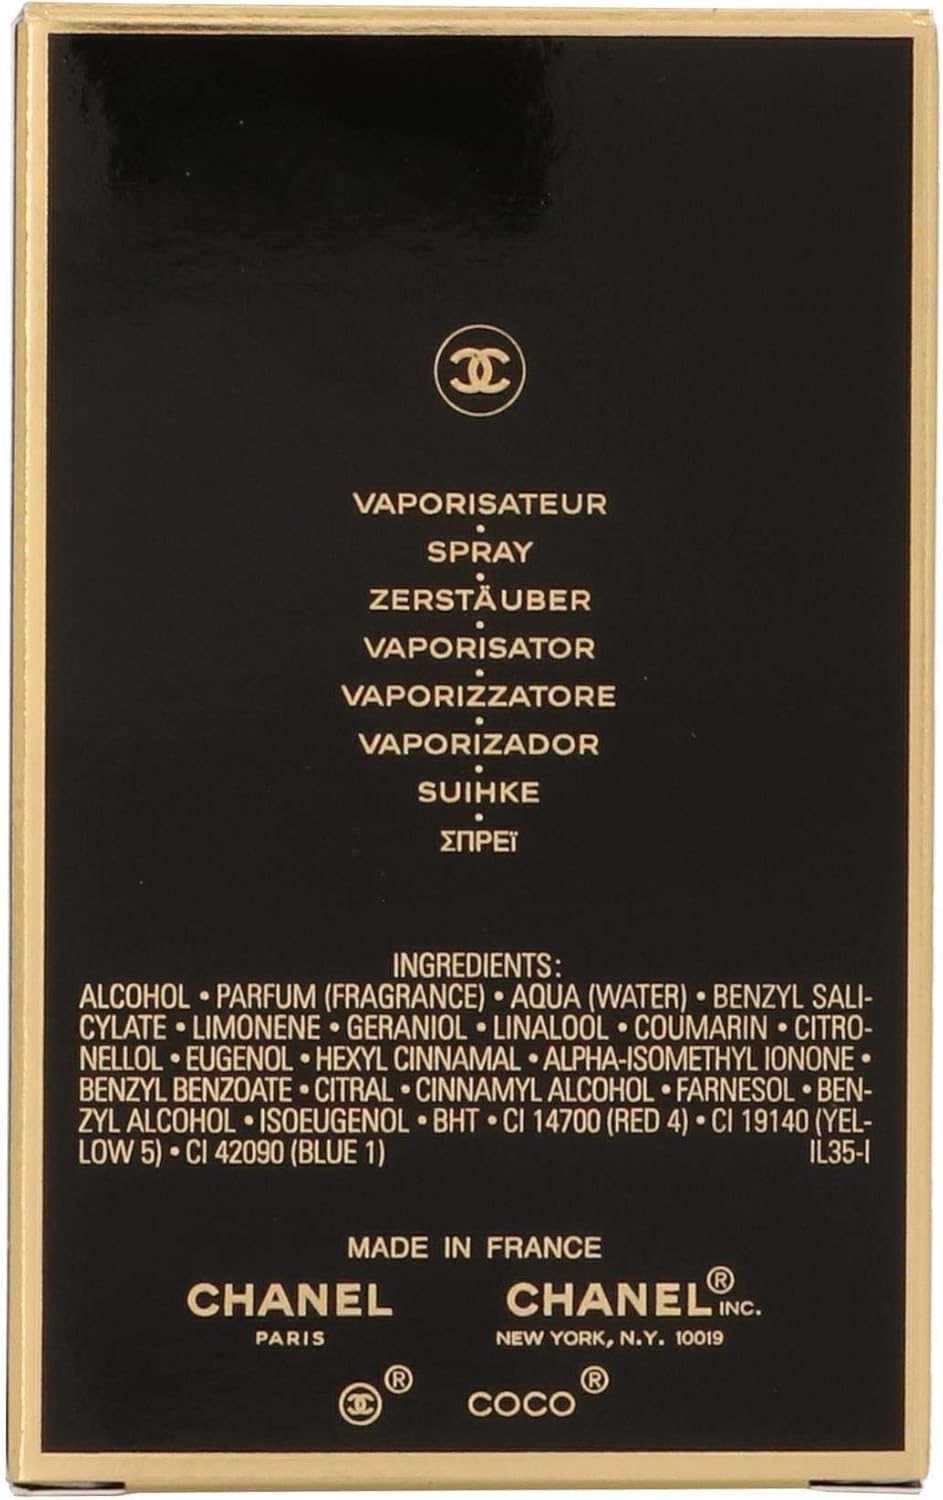 VAPORISATEUR
•
SPRAY
•
ZERSTÄUBER
•
VAPORISATOR
•
VAPORIZZATORE
•
VAPORIZADOR
•
SUIHKE
•
ΣΠΡΕΪ
INGREDIENTS:
ALCOHOL • PARFUM (FRAGRANCE) • AQUA (WATER) • BENZYL SALI-
CYLATE • LIMONENE • GERANIOL • LINALOOL • COUMARIN • CITRO-
NELLOL • EUGENOL • HEXYL CINNAMAL • ALPHA-ISOMETHYL IONONE •
BENZYL BENZOATE • CITRAL • CINNAMYL ALCOHOL • FARNESOL • BEN-
ZYL ALCOHOL • ISOEUGENOL • BHT • CI 14700 (RED 4) • CI 19140 (YEL-
LOW 5) • CI 42090 (BLUE 1) IL35-I
MADE IN FRANCE
CHANEL CHANEL® INC.
PARIS NEW YORK, N.Y. 10019
® COCO®